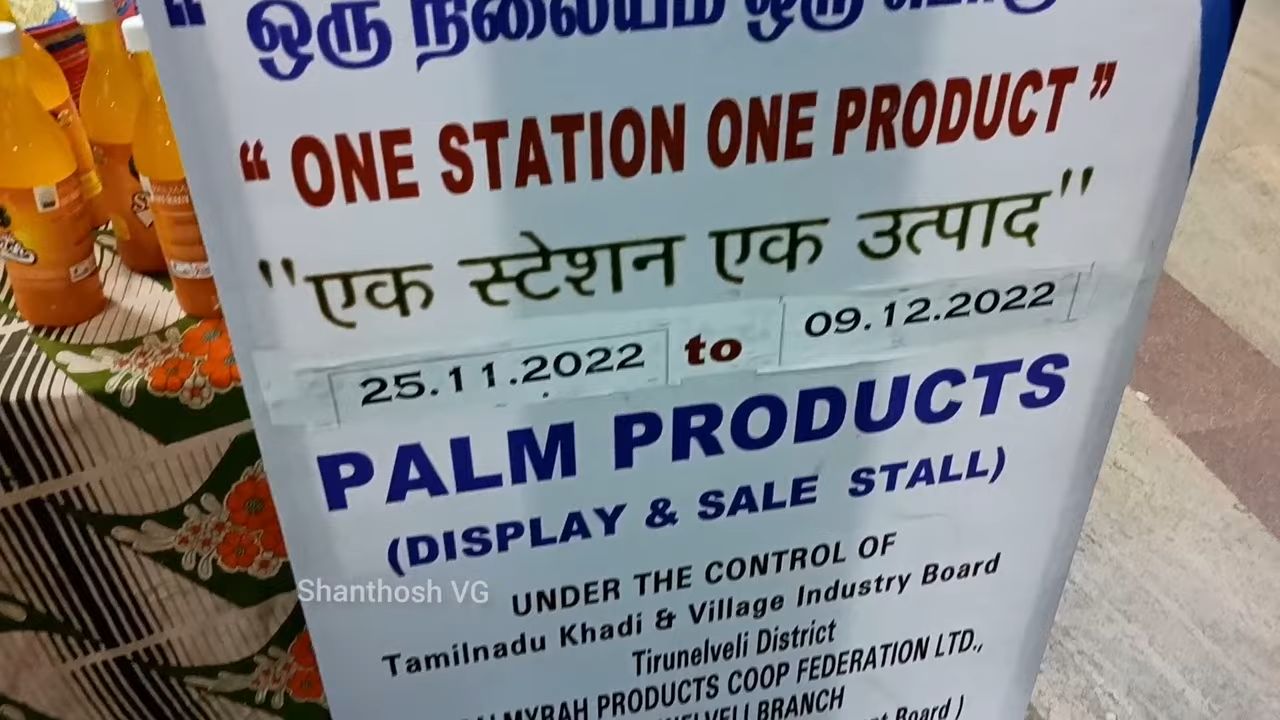 " ஒரு நிலையம் ஒரு
" ONE STATION ONE PRODUCT "
"एक स्टेशन एक उत्पाद"
25.11.2022 to 09.12.2022
PALM PRODUCTS
(DISPLAY & SALE STALL)
UNDER THE CONTROL OF
Tamilnadu Khadi & Village Industry Board
Tirunelveli District
PRODUCTS COOP FEDERATION LTD.,
BRANCH
Board )
Shanthosh VG